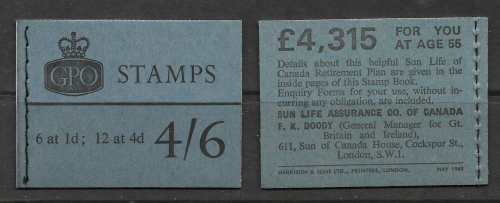 GPO STAMPS
6 at 1d; 12 at 4d 4/6
£4,315 FOR YOU
AT AGE 55
Details about this helpful Sun Life of
Canada Retirement Plan are given in the
inside pages of this Stamp Book.
Enquiry Forms for your use, without in-
curring any obligation, are included.
SUN LIFE ASSURANCE CO. OF CANADA
F. K. DOODY (General Manager for Gt.
Britain and Ireland),
611, Sun of Canada House, Cockspur St.,
London, S.W.1.
HARRISON & SONS LTD., PRINTERS, LONDON. MAY 1968